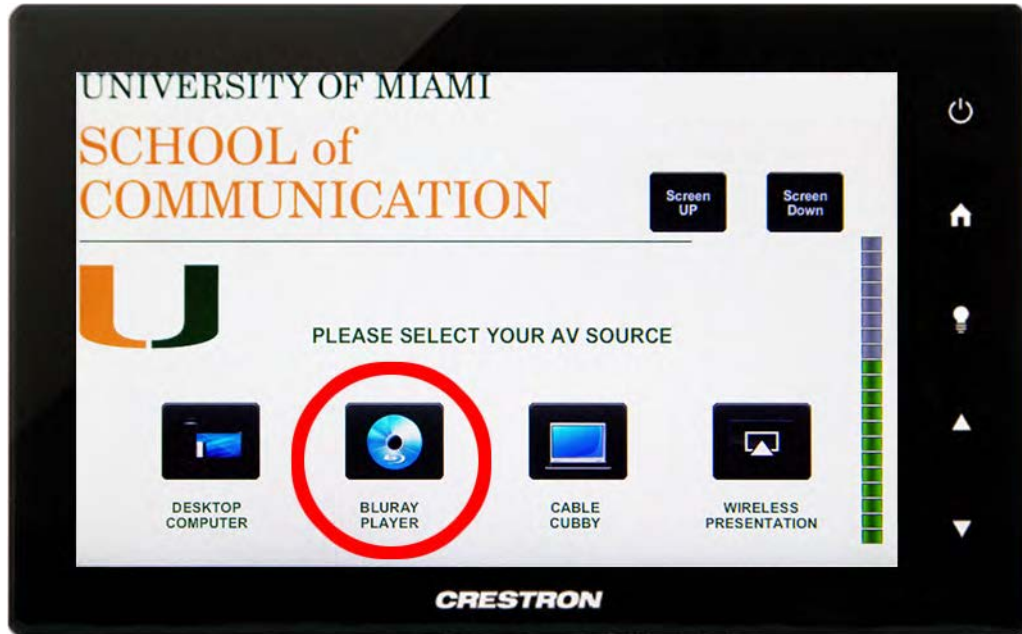 UNIVERSITY OF MIAMI
SCHOOL of
COMMUNICATION
Screen
UP
Screen
Down
PLEASE SELECT YOUR AV SOURCE
DESKTOP
COMPUTER
BLURAY
PLAYER
CABLE
CUBBY
WIRELESS
PRESENTATION
CRESTRON